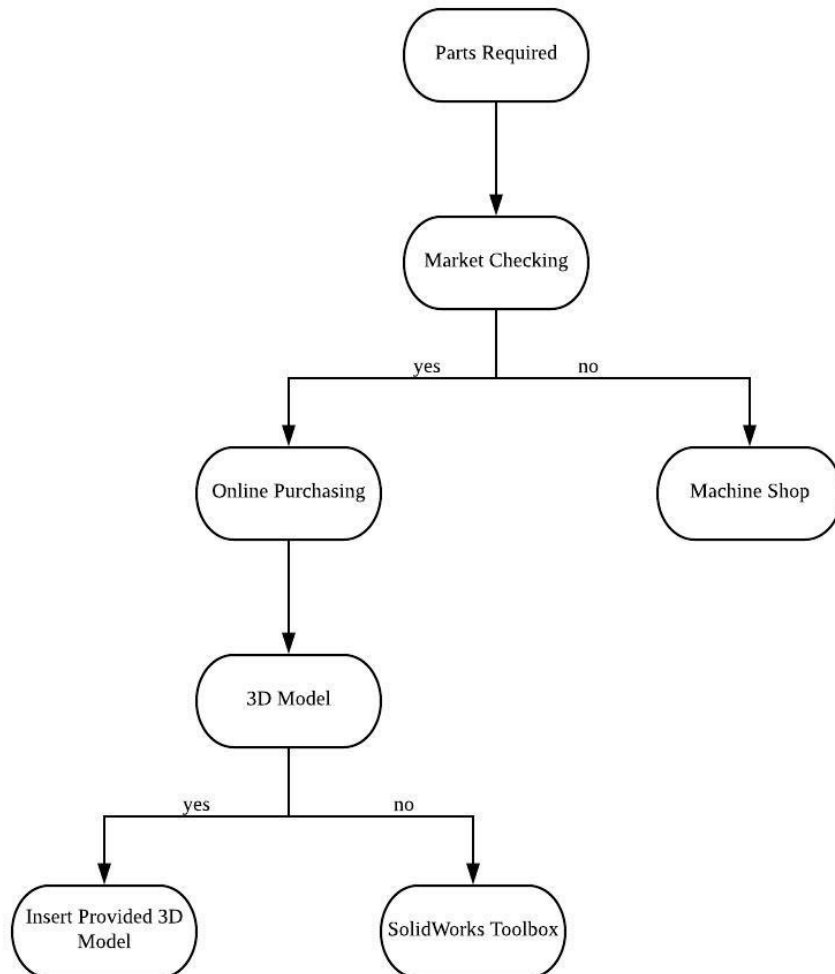 Parts Required
Market Checking
yes
no
Online Purchasing
Machine Shop
3D Model
yes
no
Insert Provided 3D
Model
SolidWorks Toolbox